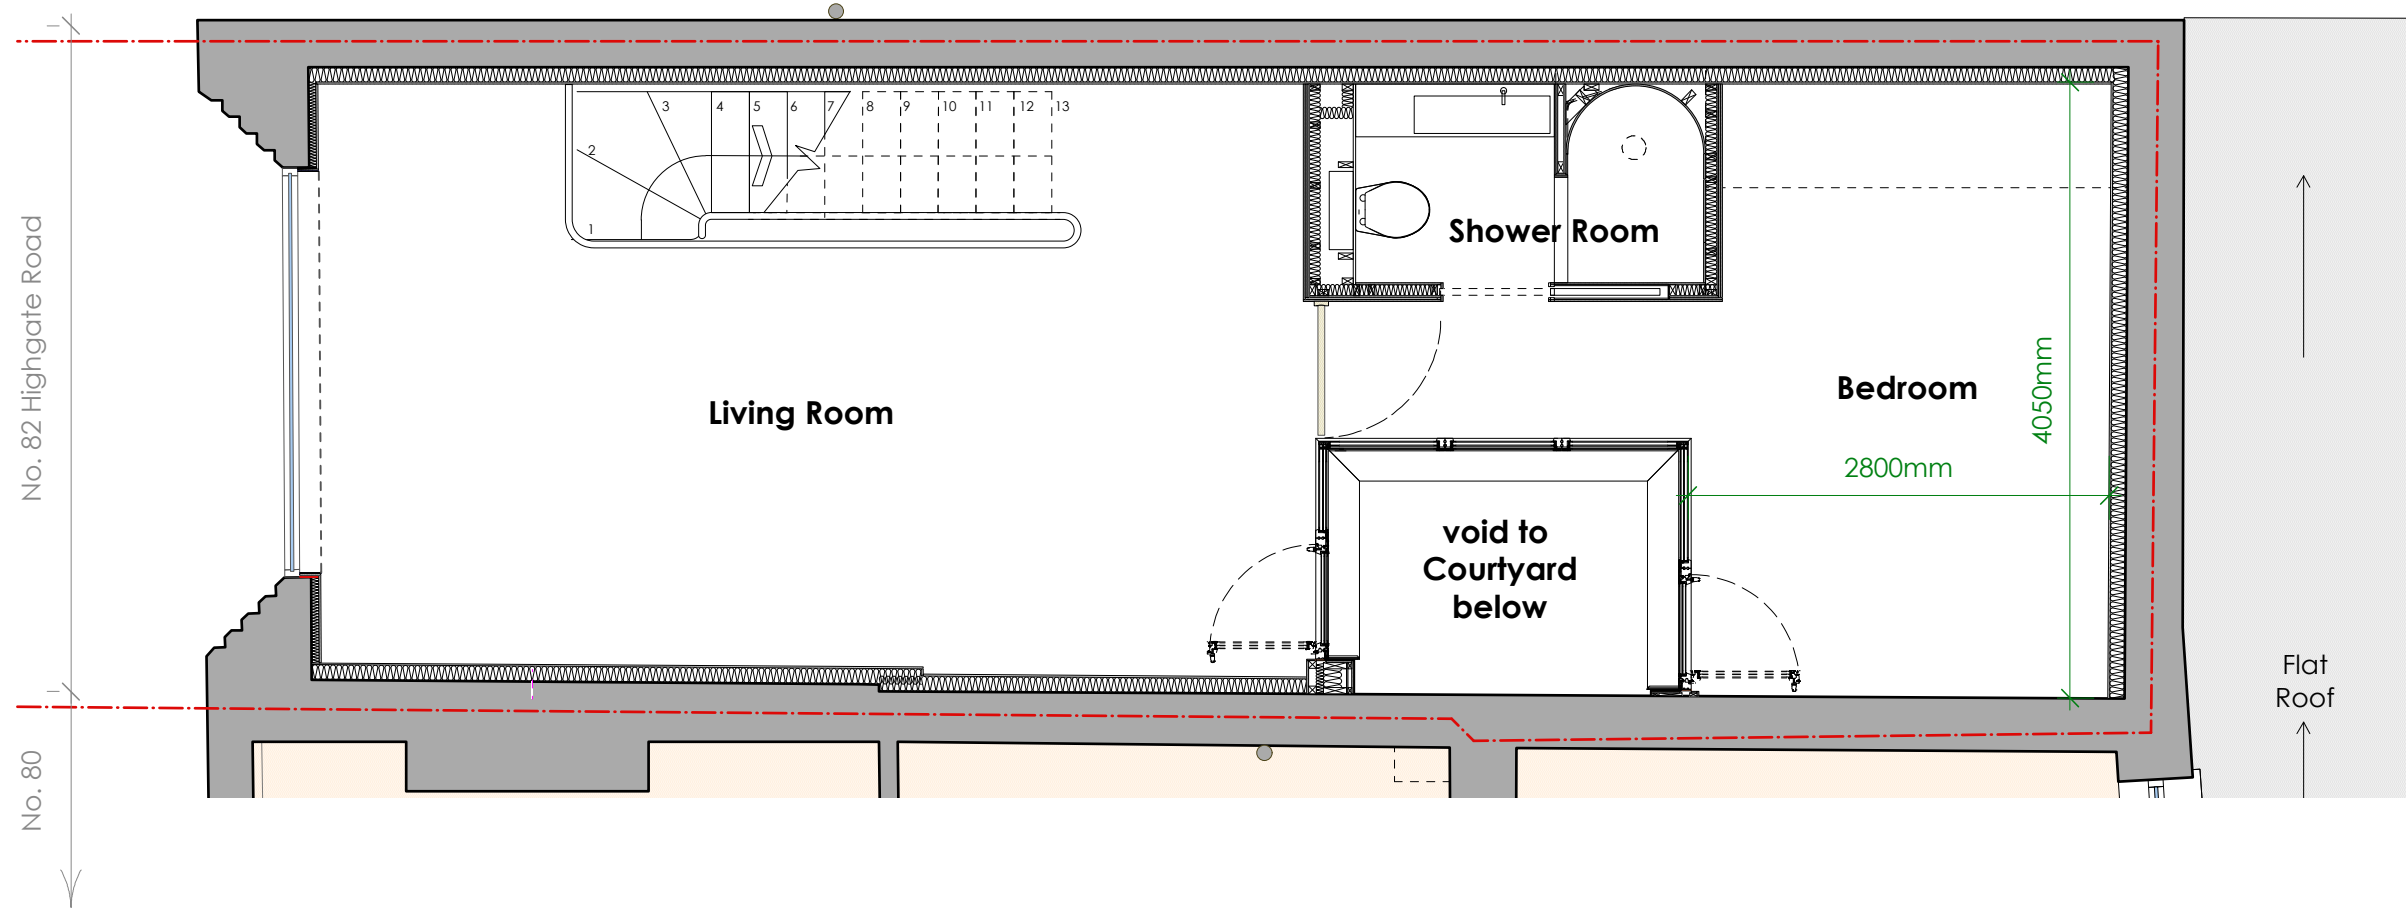 No. 82 Highgate Road
No. 80
1
2
3
4
5
6
7
8
9
10
11
12
13
Living Room
Shower Room
Bedroom
4050mm
2800mm
void to
Courtyard
below
Flat
Roof